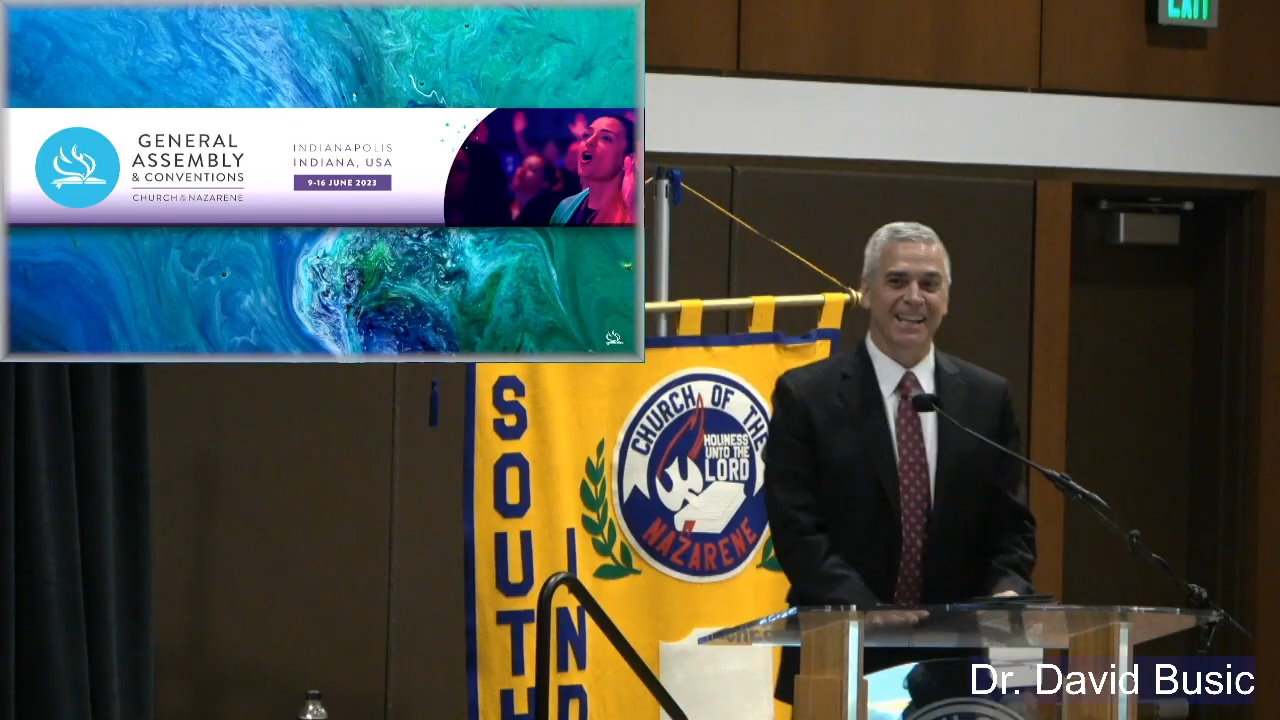 EXIT
GENERAL
ASSEMBLY
& CONVENTIONS
CHURCH OF THE NAZARENE
INDIANAPOLIS
INDIANA, USA
9-16 JUNE 2023
SOUTH
IND
CHURCH OF THE
HOLINESS
UNTO THE
LORD
NAZARENE
Dr. David Busic